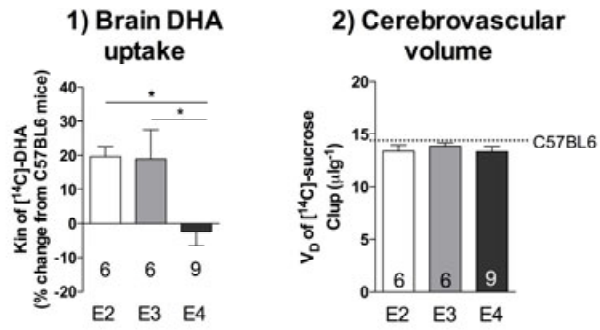 1) Brain DHA
uptake
Kin of [¹⁴C]-DHA
(% change from C57BL6 mice)
40
30
20
10
0
-10
-20
*
*
6
6
9
E2
E3
E4
2) Cerebrovascular
volume
V_D of [¹⁴C]-sucrose
Clup (µlg⁻¹)
20
15
10
5
0
C57BL6
6
6
9
E2
E3
E4